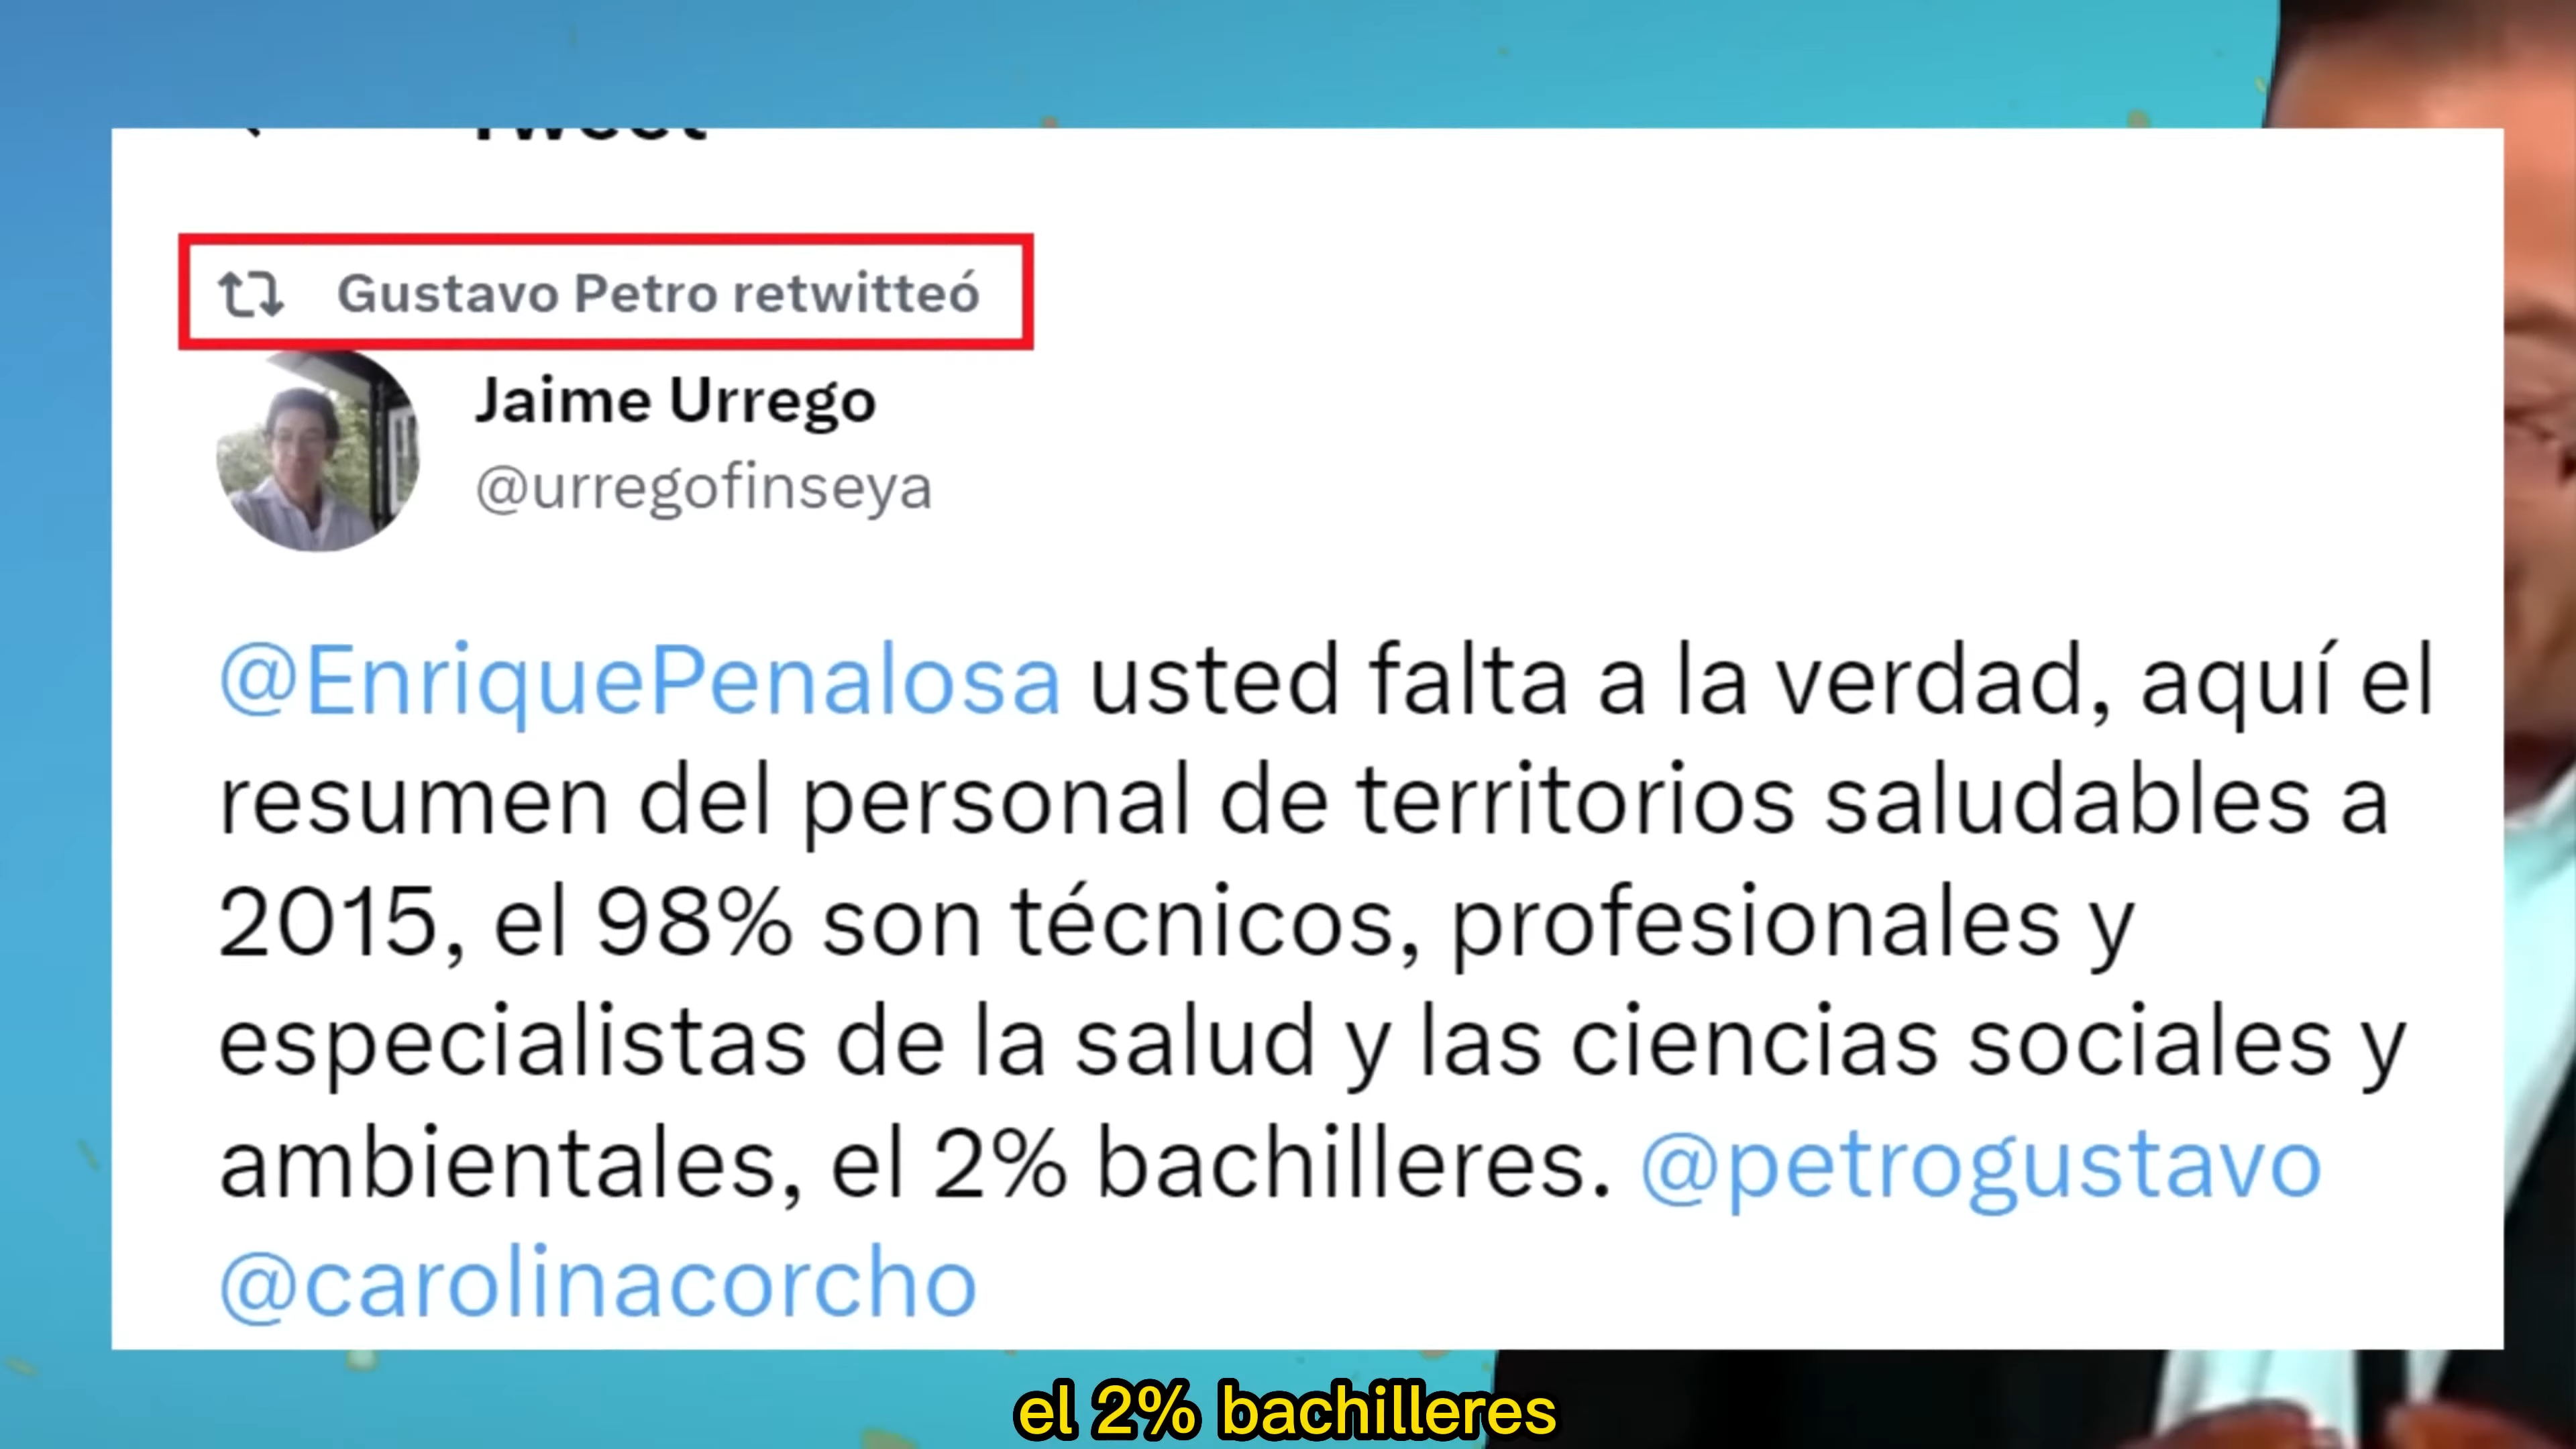 Tweet
Gustavo Petro retwitteó
Jaime Urrego
@urregofinseya
@EnriquePenalosa usted falta a la verdad, aquí el
resumen del personal de territorios saludables a
2015, el 98% son técnicos, profesionales y
especialistas de la salud y las ciencias sociales y
ambientales, el 2% bachilleres. @petrogustavo
@carolinacorcho
el 2% bachilleres